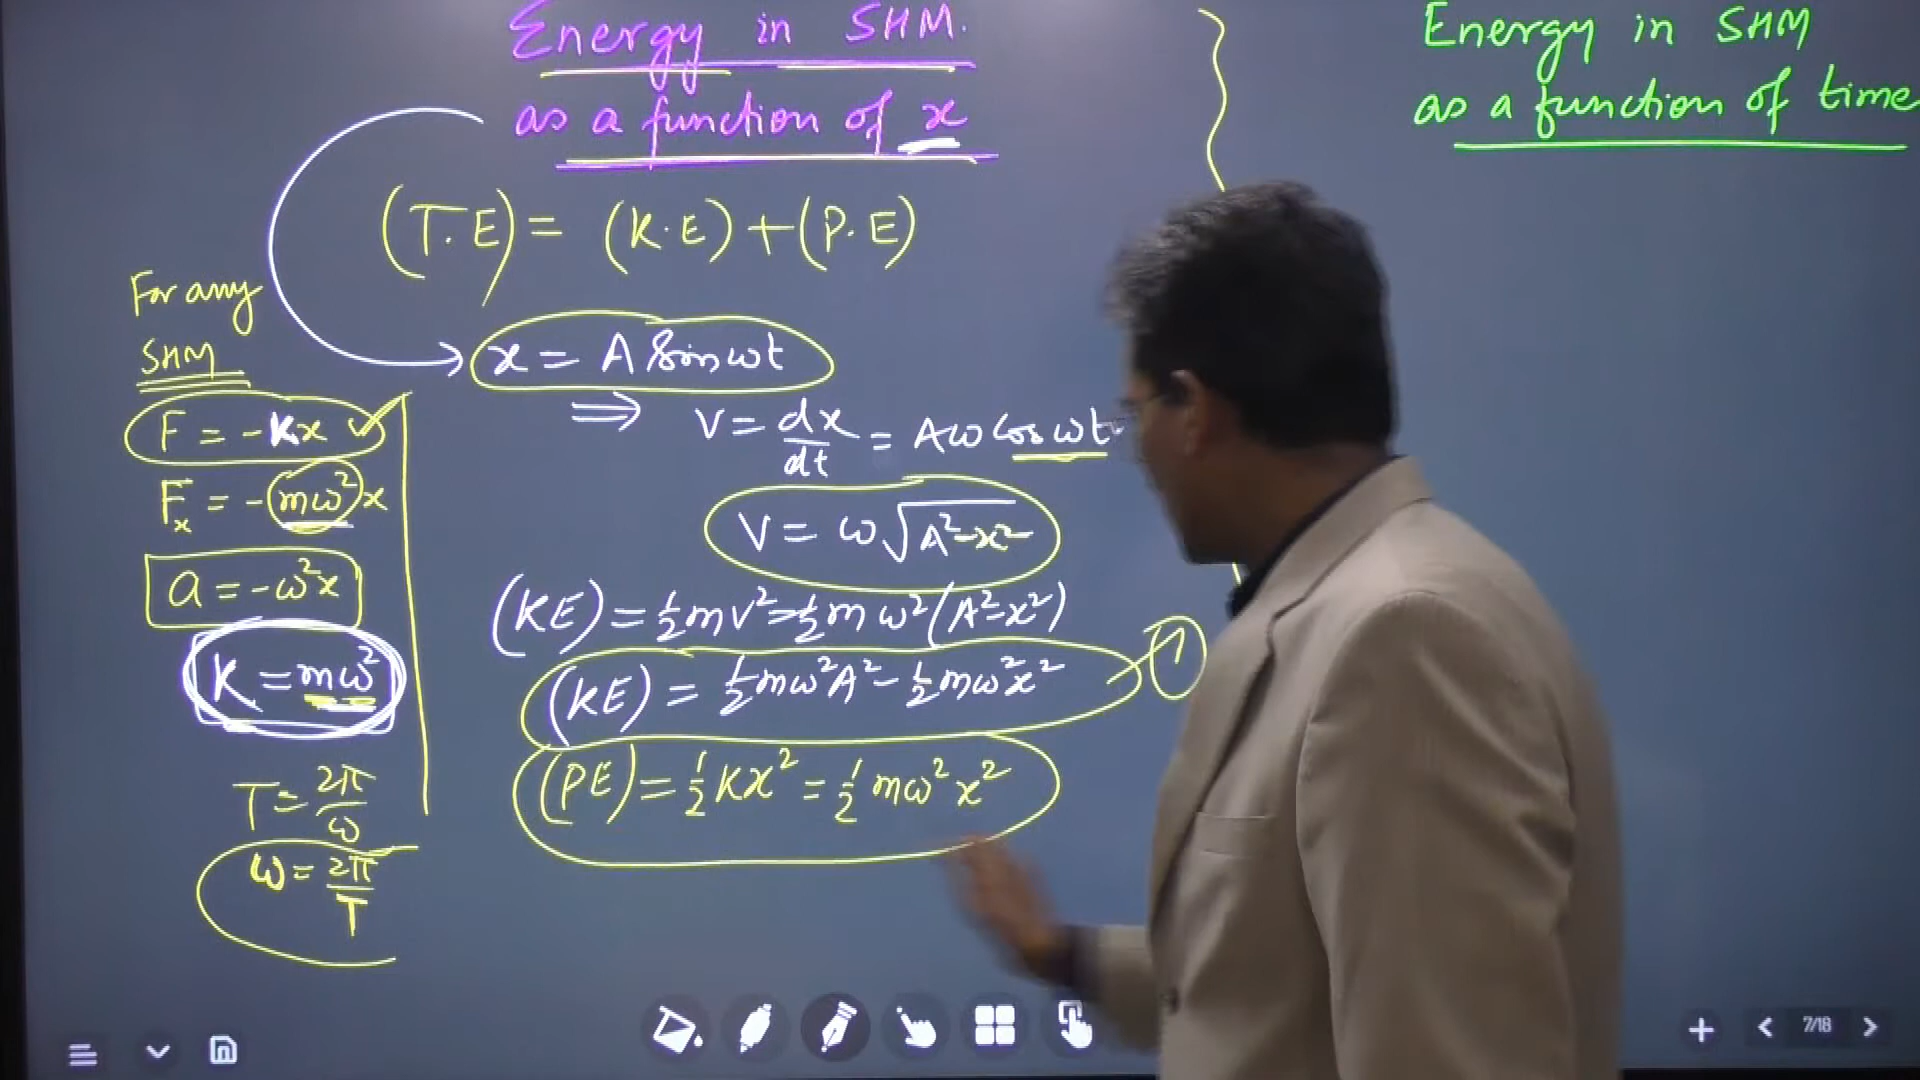 Energy in SHM.
as a function of x
(T.E) = (K.E) + (P.E)
For any
SHM
F = -Kx ✓
Fₓ = -mω²x
a = -ω²x
K = mω²
T = 2π/ω
ω = 2π/T
x = A sin ωt
⇒ V = dx/dt = Aω cos ωt
V = ω√(A²-x²)
(KE) = ½mV² = ½mω²(A²-x²)
(KE) = ½mω²A² - ½mω²x²
1
(PE) = ½Kx² = ½mω²x²
Energy in SHM
as a function of time
7/18